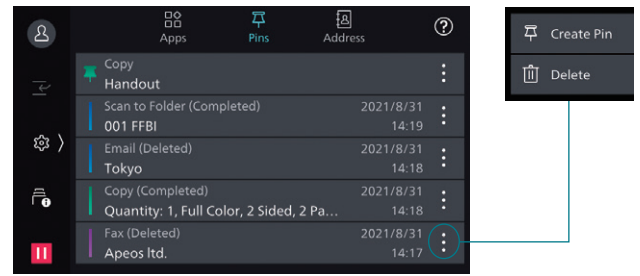 Apps
Pins
Address
?
Copy
Handout
Scan to Folder (Completed) 2021/8/31
001 FFBI 14:19
Email (Deleted) 2021/8/31
Tokyo 14:18
Copy (Completed) 2021/8/31
Quantity: 1, Full Color, 2 Sided, 2 Pa... 14:18
Fax (Deleted) 2021/8/31
Apeos ltd. 14:17
Create Pin
Delete